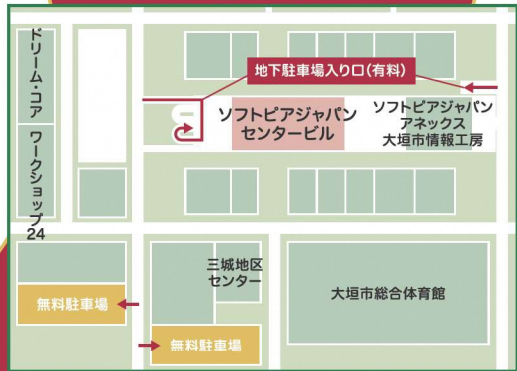 ドリーム・コア
ワークショップ24
地下駐車場入り口(有料)
ソフトピアジャパン
センタービル
ソフトピアジャパン
アネックス
大垣市情報工房
三城地区
センター
大垣市総合体育館
無料駐車場
無料駐車場